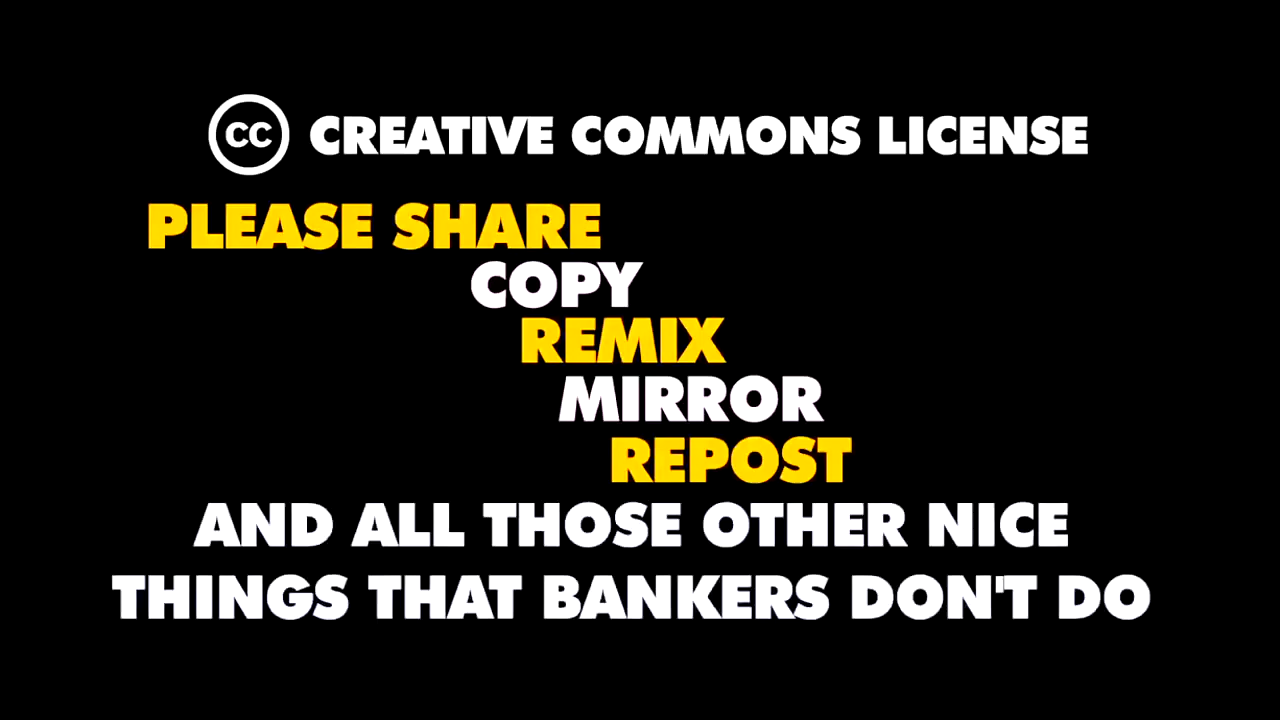 CC CREATIVE COMMONS LICENSE
PLEASE SHARE
COPY
REMIX
MIRROR
REPOST
AND ALL THOSE OTHER NICE
THINGS THAT BANKERS DON'T DO